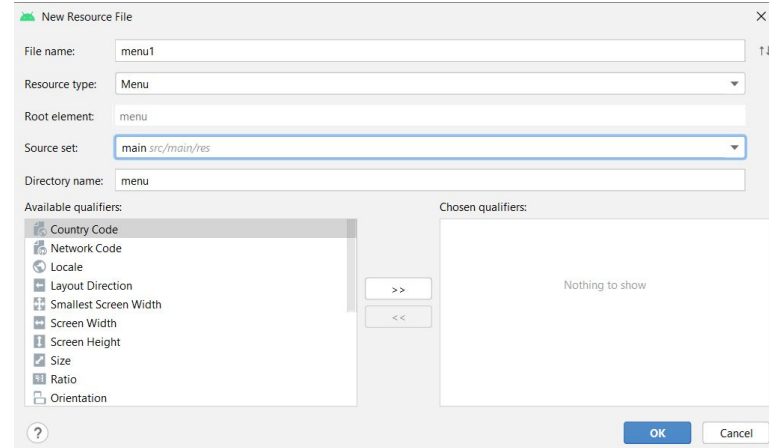 New Resource File
File name: menu1
Resource type: Menu
Root element: menu
Source set: main src/main/res
Directory name: menu
Available qualifiers: Chosen qualifiers:
Country Code
Network Code
Locale
Layout Direction
Smallest Screen Width
Screen Width
Screen Height
Size
Ratio
Orientation
>>
<<
Nothing to show
? OK Cancel